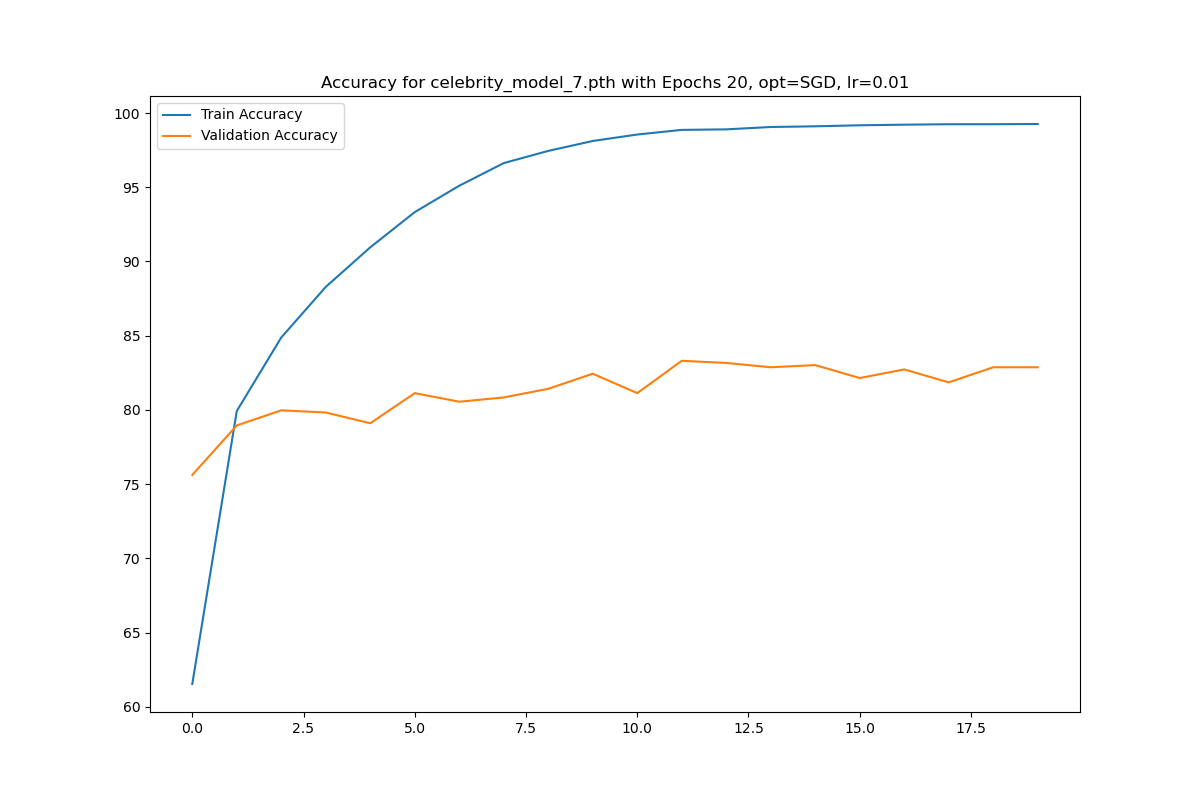 Accuracy for celebrity_model_7.pth with Epochs 20, opt=SGD, lr=0.01
Train Accuracy
Validation Accuracy
100
95
90
85
80
75
70
65
60
0.0 2.5 5.0 7.5 10.0 12.5 15.0 17.5